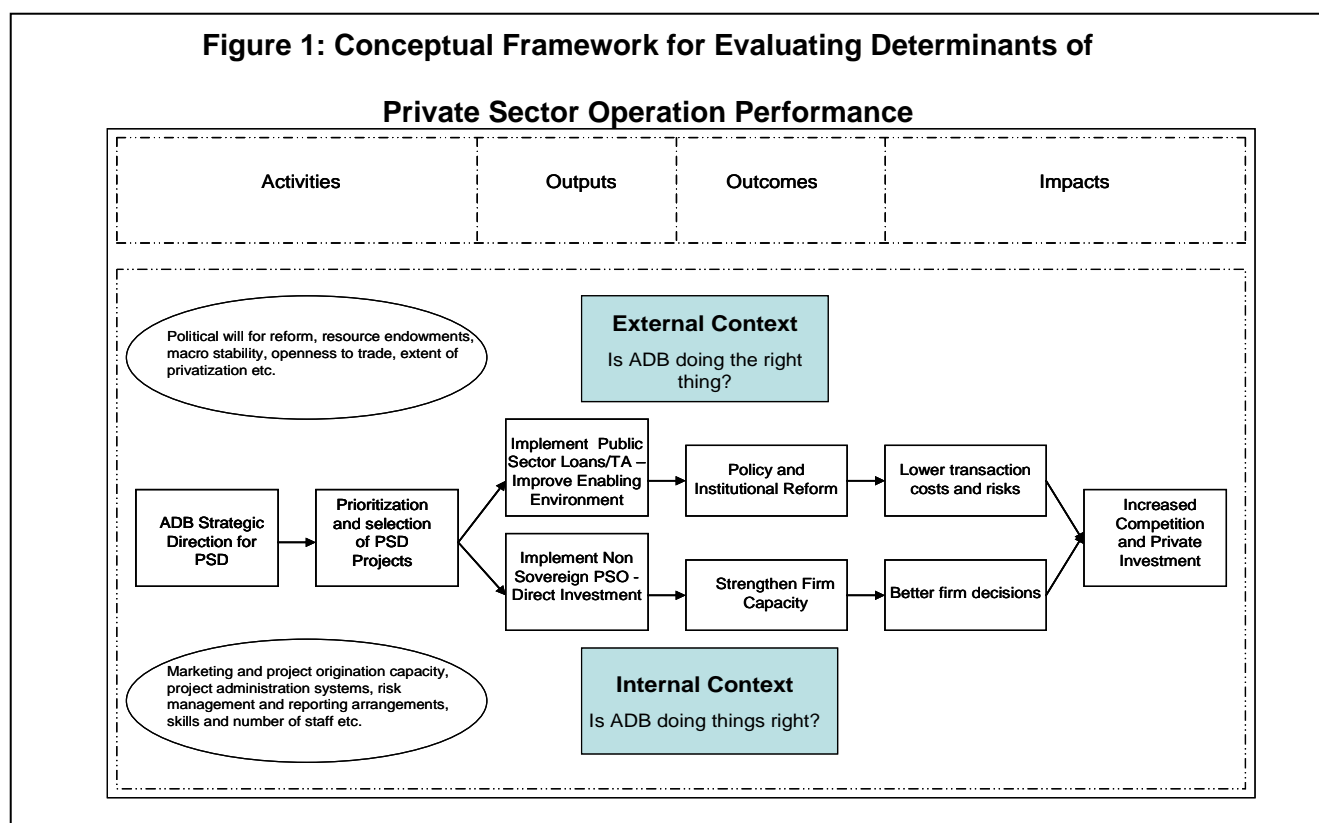 Figure 1: Conceptual Framework for Evaluating Determinants of
Private Sector Operation Performance
Activities
Outputs
Outcomes
Impacts
Political will for reform, resource endowments,
macro stability, openness to trade, extent of
privatization etc.
External Context
Is ADB doing the right
thing?
ADB Strategic
Direction for
PSD
Prioritization
and selection
of PSD
Projects
Implement Public
Sector Loans/TA –
Improve Enabling
Environment
Policy and
Institutional Reform
Lower transaction
costs and risks
Implement Non
Sovereign PSO -
Direct Investment
Strengthen Firm
Capacity
Better firm decisions
Increased
Competition
and Private
Investment
Marketing and project origination capacity,
project administration systems, risk
management and reporting arrangements,
skills and number of staff etc.
Internal Context
Is ADB doing things right?